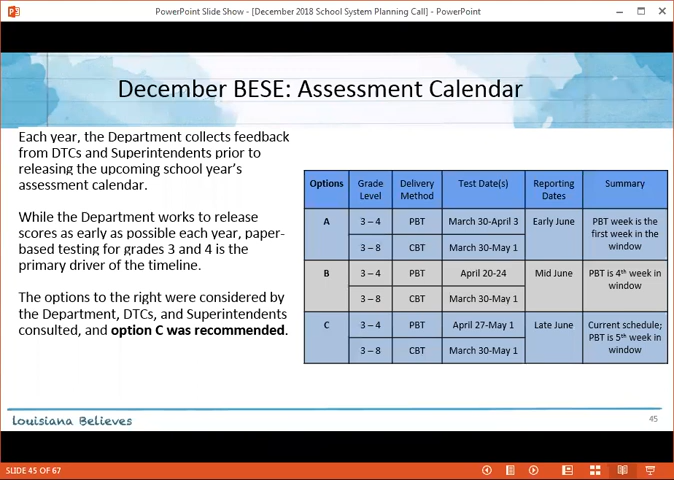 PowerPoint Slide Show - [December 2018 School System Planning Call] - PowerPoint
December BESE: Assessment Calendar
Each year, the Department collects feedback
from DTCs and Superintendents prior to
releasing the upcoming school year's
assessment calendar.
While the Department works to release
scores as early as possible each year, paper-
based testing for grades 3 and 4 is the
primary driver of the timeline.
The options to the right were considered by
the Department, DTCs, and Superintendents
consulted, and option C was recommended.
Options Grade Level Delivery Method Test Date(s) Reporting Dates Summary
A 3 – 4 PBT March 30-April 3 Early June PBT week is the first week in the window
3 – 8 CBT March 30-May 1
B 3 – 4 PBT April 20-24 Mid June PBT is 4th week in window
3 – 8 CBT March 30-May 1
C 3 – 4 PBT April 27-May 1 Late June Current schedule; PBT is 5th week in window
3 – 8 CBT March 30-May 1
Louisiana Believes
45
SLIDE 45 OF 67